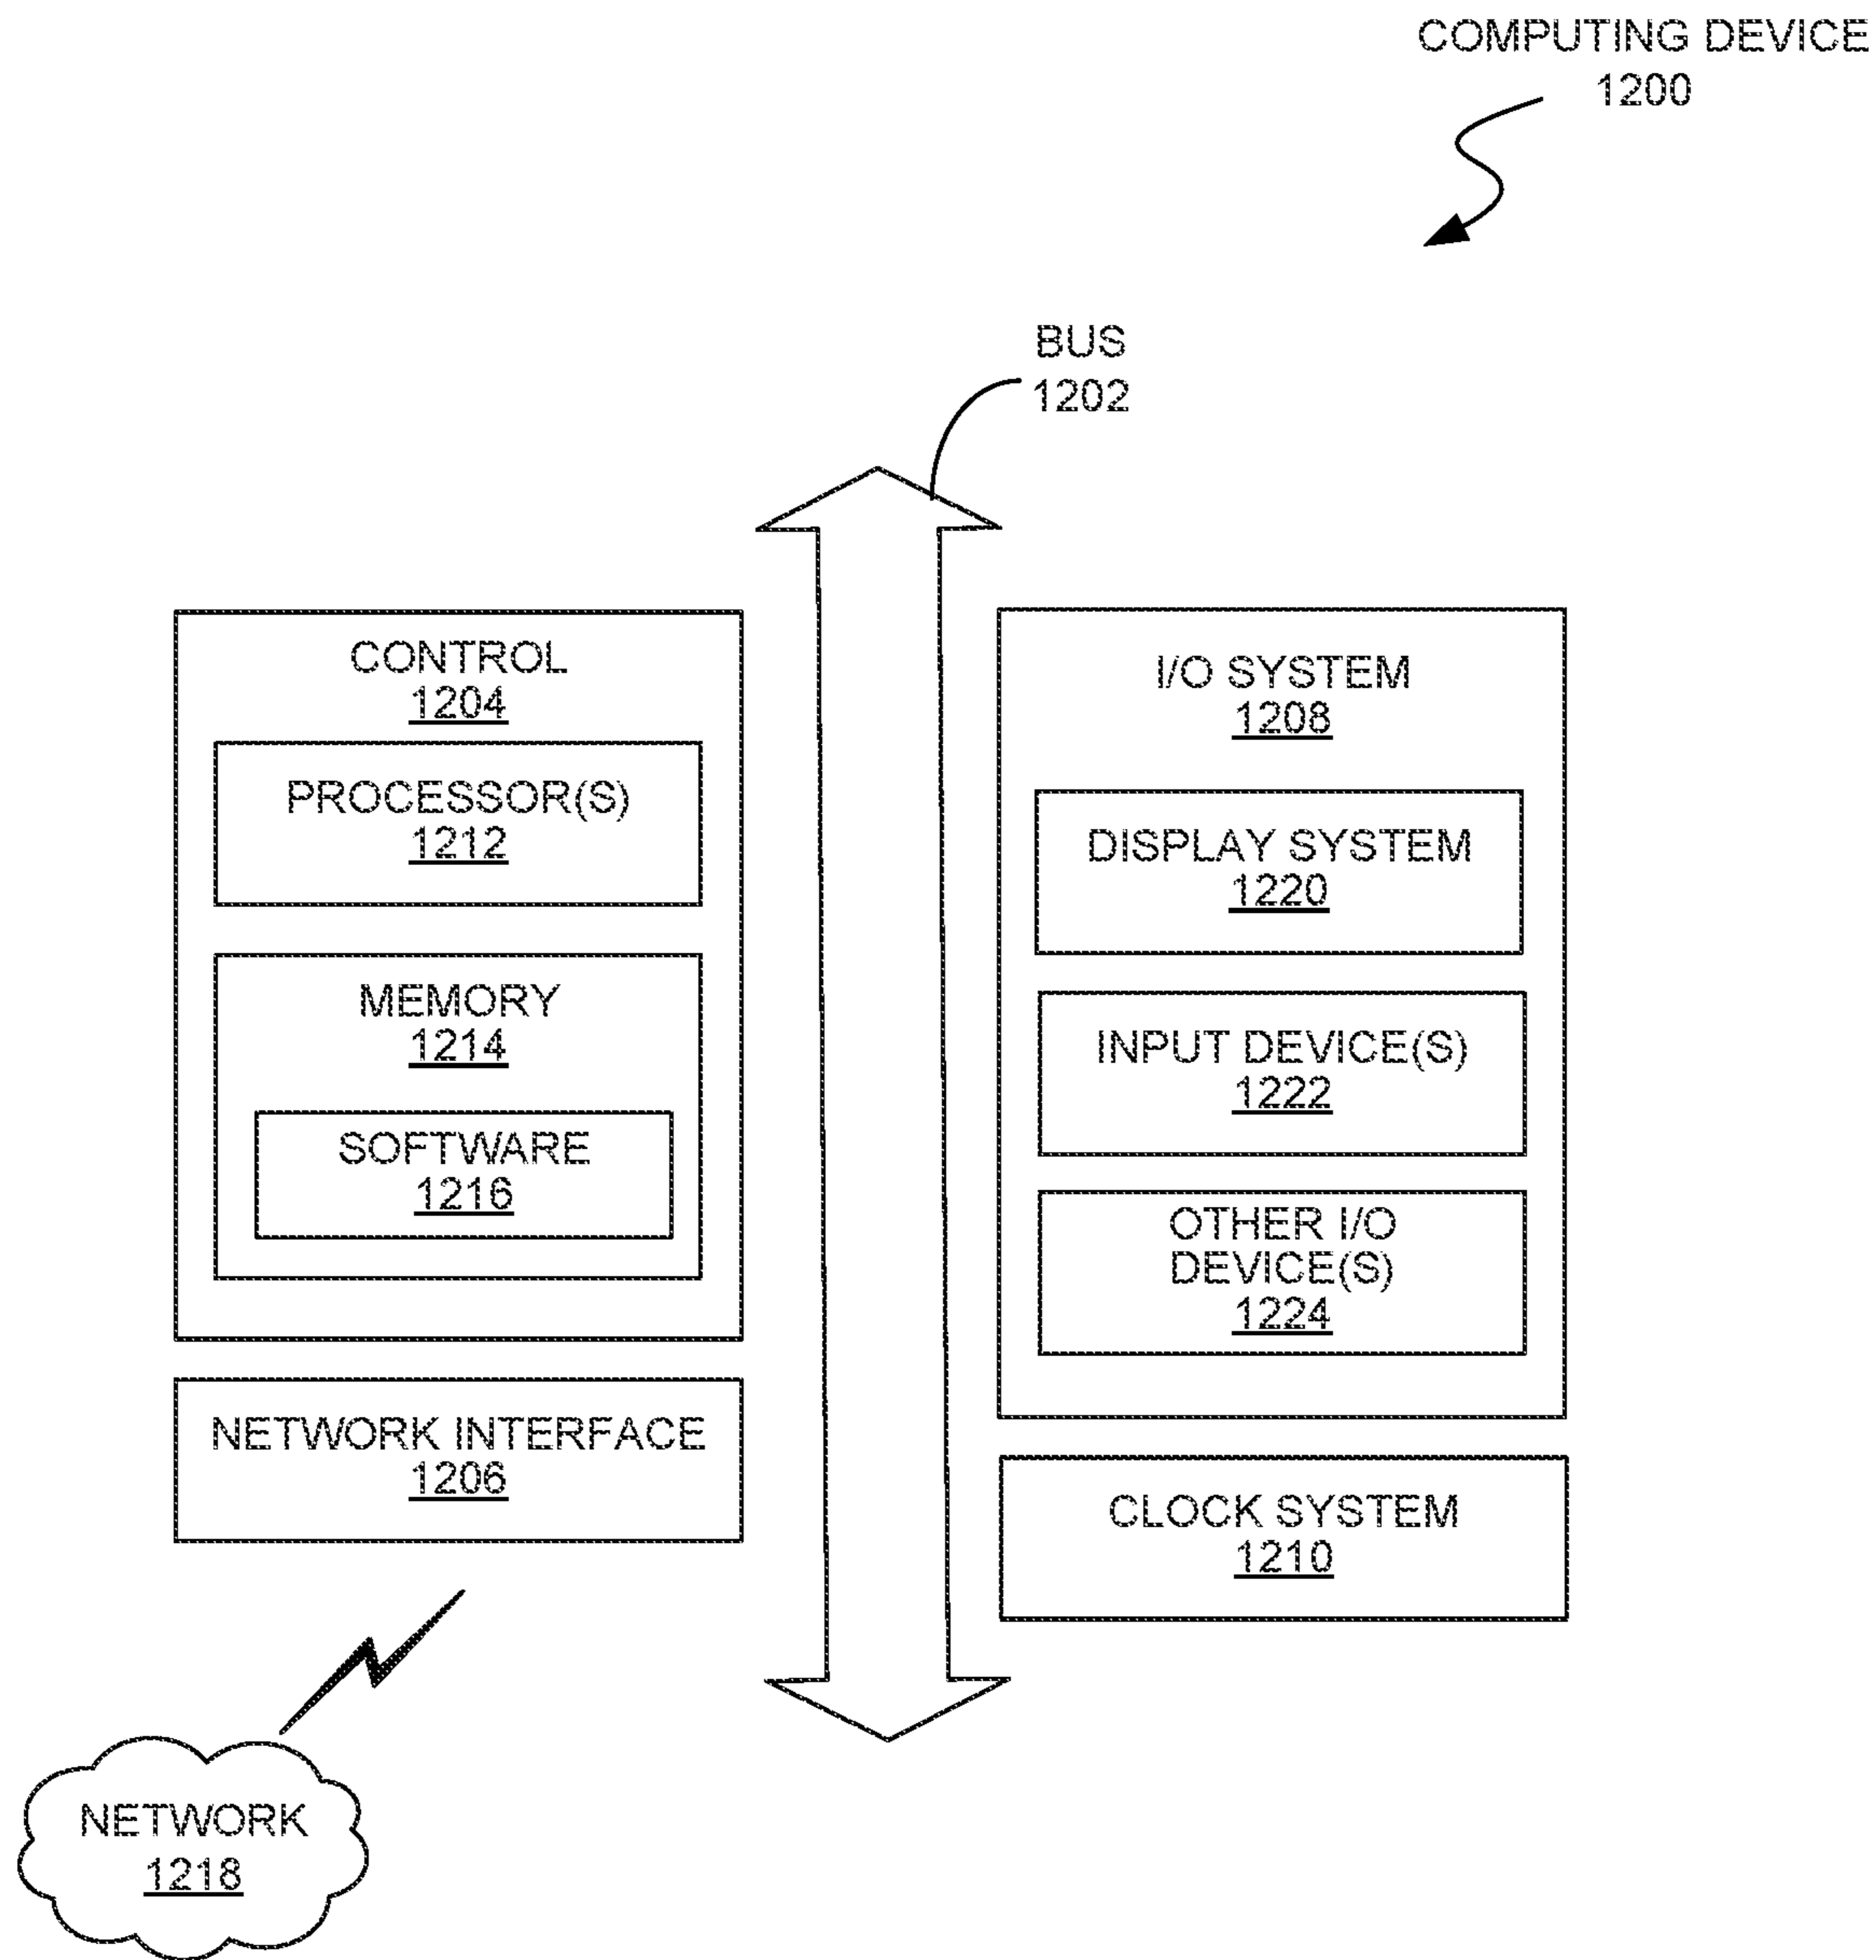 COMPUTING DEVICE
1200
BUS
1202
CONTROL
1204
PROCESSOR(S)
1212
MEMORY
1214
SOFTWARE
1216
NETWORK INTERFACE
1206
NETWORK
1218
I/O SYSTEM
1208
DISPLAY SYSTEM
1220
INPUT DEVICE(S)
1222
OTHER I/O
DEVICE(S)
1224
CLOCK SYSTEM
1210